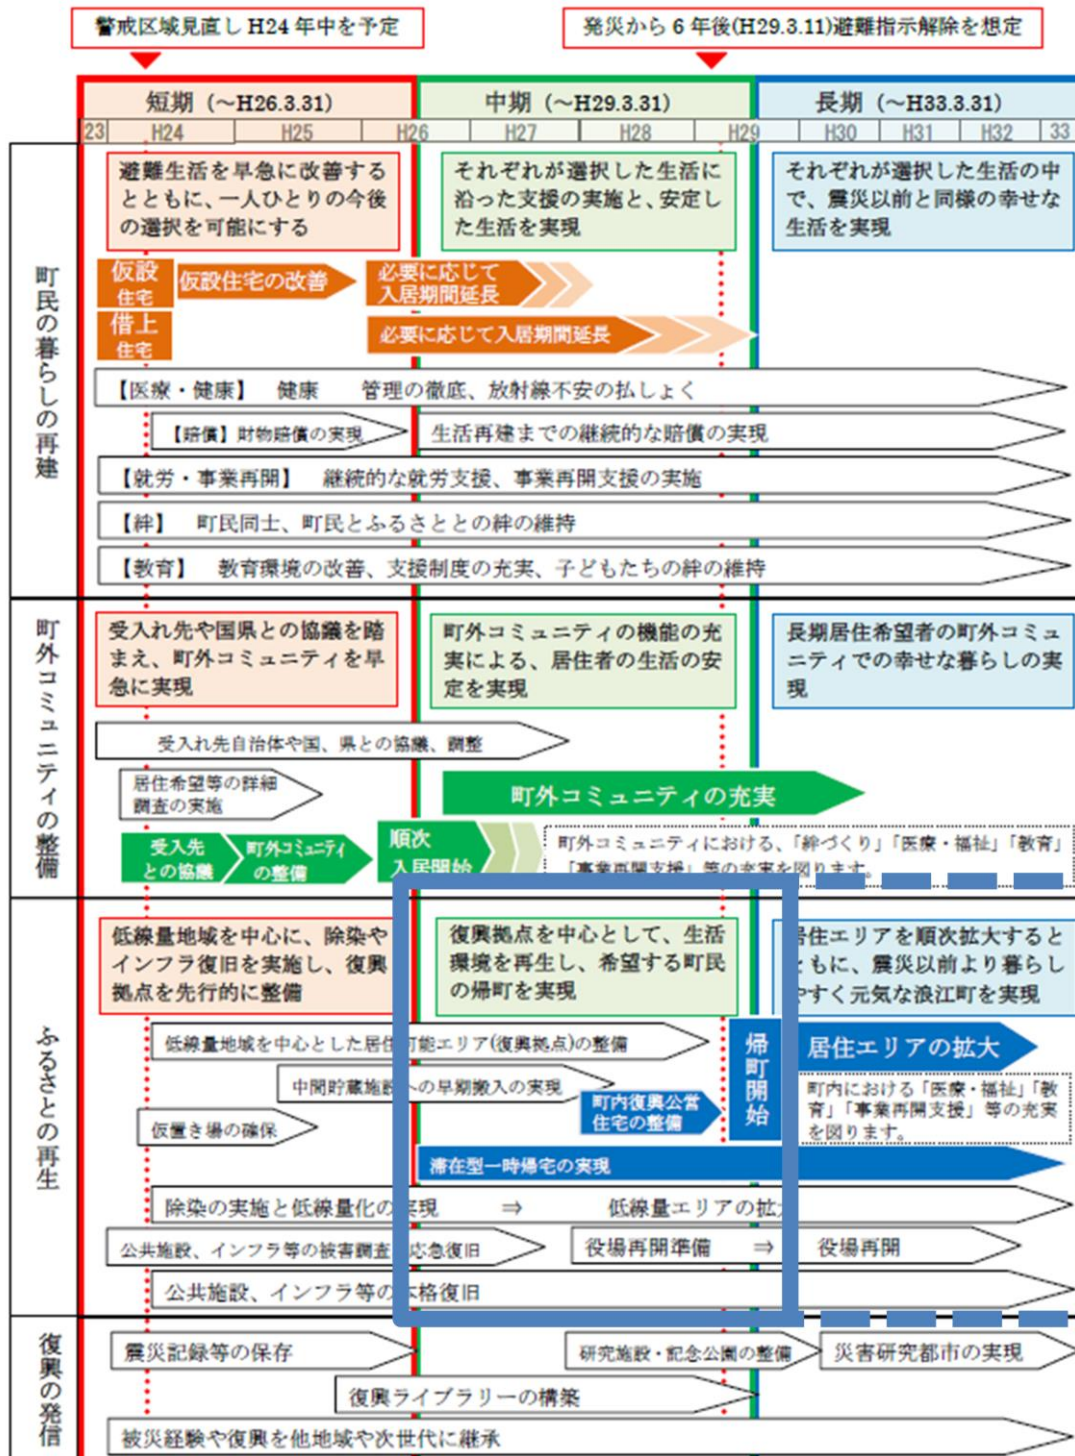 警戒区域見直し H24 年中を予定
発災から 6 年後(H29.3.11)避難指示解除を想定
短期（～H26.3.31）
中期（～H29.3.31）
長期（～H33.3.31）
23 H24 H25 H26 H27 H28 H29 H30 H31 H32 33
町民の暮らしの再建
避難生活を早急に改善する
とともに、一人ひとりの今後
の選択を可能にする
それぞれが選択した生活に
沿った支援の実施と、安定し
た生活を実現
それぞれが選択した生活の中
で、震災以前と同様の幸せな
生活を実現
仮設
住宅
仮設住宅の改善
必要に応じて
入居期間延長
借上
住宅
必要に応じて入居期間延長
【医療・健康】 健康 管理の徹底、放射線不安の払しょく
【賠償】財物賠償の実現
生活再建までの継続的な賠償の実現
【就労・事業再開】 継続的な就労支援、事業再開支援の実施
【絆】 町民同士、町民とふるさととの絆の維持
【教育】 教育環境の改善、支援制度の充実、子どもたちの絆の維持
町外コミュニティの整備
受入れ先や国県との協議を踏
まえ、町外コミュニティを早
急に実現
町外コミュニティの機能の充
実による、居住者の生活の安
定を実現
長期居住希望者の町外コミュ
ニティでの幸せな暮らしの実
現
受入れ先自治体や国、県との協議、調整
居住希望等の詳細
調査の実施
町外コミュニティの充実
受入先
との協議
町外コミュニティ
の整備
順次
入居開始
町外コミュニティにおける、「絆づくり」「医療・福祉」「教育」
「事業再開支援」等の充実を図ります。
ふるさとの再生
低線量地域を中心に、除染や
インフラ復旧を実施し、復興
拠点を先行的に整備
復興拠点を中心として、生活
環境を再生し、希望する町民
の帰町を実現
居住エリアを順次拡大すると
ともに、震災以前より暮らし
やすく元気な浪江町を実現
低線量地域を中心とした居住可能エリア(復興拠点)の整備
帰町開始
居住エリアの拡大
中間貯蔵施設への早期搬入の実現
町内復興公営
住宅の整備
町内における「医療・福祉」「教
育」「事業再開支援」等の充実
を図ります。
仮置き場の確保
滞在型一時帰宅の実現
除染の実施と低線量化の実現 ⇒ 低線量エリアの拡大
公共施設、インフラ等の被害調査、応急復旧
役場再開準備 ⇒ 役場再開
公共施設、インフラ等の本格復旧
復興の発信
震災記録等の保存
研究施設・記念公園の整備
災害研究都市の実現
復興ライブラリーの構築
被災経験や復興を他地域や次世代に継承